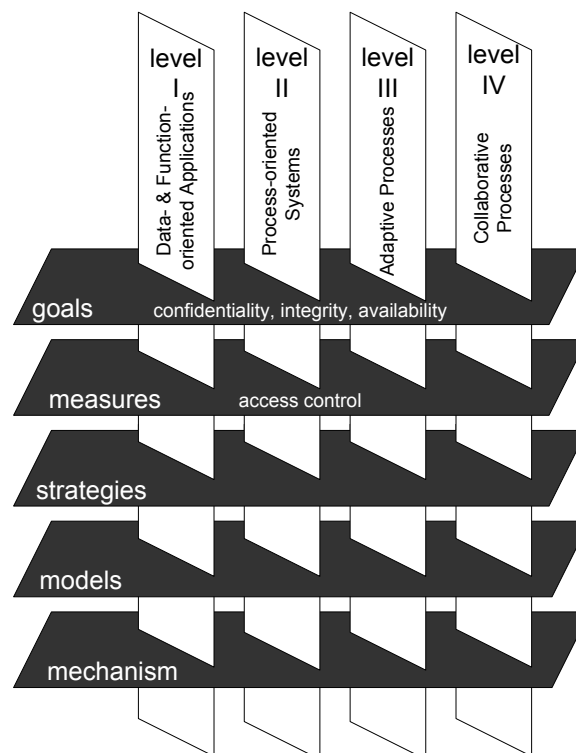 level
I
Data- & Function-
oriented Applications
level
II
Process-oriented
Systems
level
III
Adaptive Processes
level
IV
Collaborative
Processes
goals
confidentiality, integrity, availability
measures
access control
strategies
models
mechanism